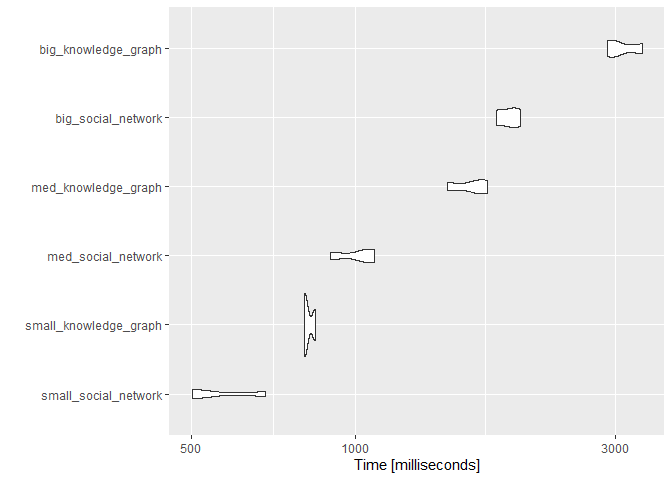 big_knowledge_graph
big_social_network
med_knowledge_graph
med_social_network
small_knowledge_graph
small_social_network
500 1000 3000
Time [milliseconds]